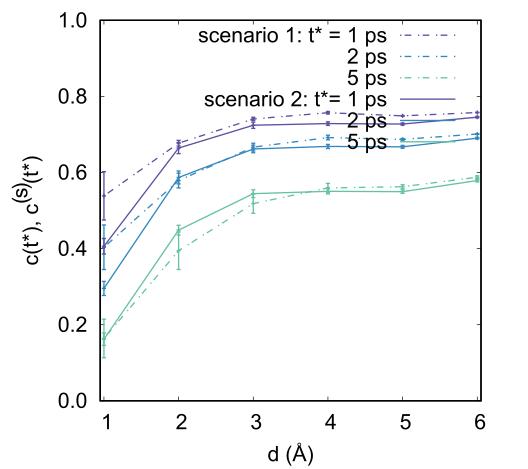 1.0
scenario 1: t* = 1 ps
2 ps
5 ps
0.8
scenario 2: t*= 1 ps
2 ps
5 ps
0.6
0.4
0.2
0.0
c(t*), c(s)(t*)
1 2 3 4 5 6
d (Å)